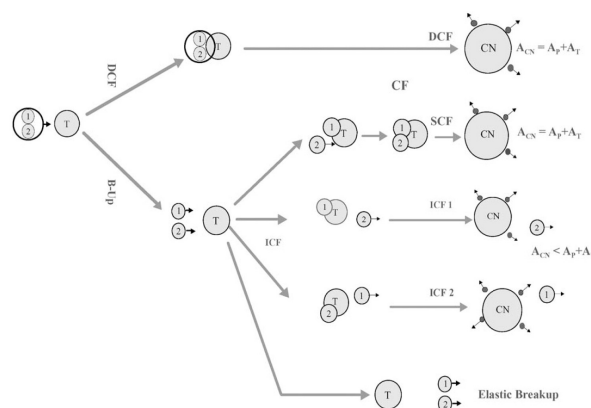 DCF
CN
A_CN = A_P+A_T
1
2
T
DCF
CF
1
2
T
B-Up
1
2
T
1
2
T
1
2
T
SCF
CN
A_CN = A_P+A_T
1
2
T
ICF
1
T
2
ICF 1
CN
2
A_CN < A_P+A
T
2
1
ICF 2
CN
1
T
1
2
Elastic Breakup